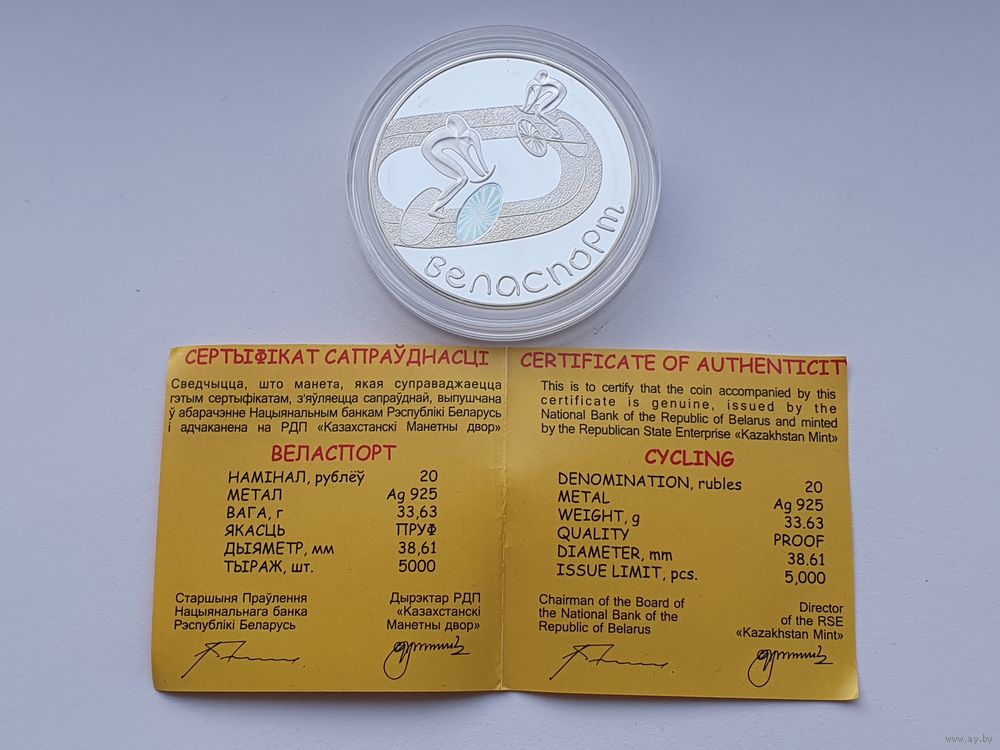 веласпорт
СЕРТЫФІКАТ САПРАЎДНАСЦІ
Сведчыцца, што манета, якая суправаджаецца
гэтым сертыфікатам, з'яўляецца сапраўднай, выпушчана
ў абарачэнне Нацыянальным банкам Рэспублікі Беларусь
і адчаканена на РДП «Казахстанскі Манетны двор»
ВЕЛАСПОРТ
НАМІНАЛ, рублёў 20
МЕТАЛ Ag 925
ВАГА, г 33,63
ЯКАСЦЬ ПРУФ
ДЫЯМЕТР, мм 38,61
ТЫРАЖ, шт. 5000
Старшыня Праўлення
Нацыянальнага банка
Рэспублікі Беларусь
Дырэктар РДП
«Казахстанскі
Манетны двор»
CERTIFICATE OF AUTHENTICIT
This is to certify that the coin accompanied by this
certificate is genuine, issued by the
National Bank of the Republic of Belarus and minted
by the Republican State Enterprise «Kazakhstan Mint»
CYCLING
DENOMINATION, rubles 20
METAL Ag 925
WEIGHT, g 33.63
QUALITY PROOF
DIAMETER, mm 38.61
ISSUE LIMIT, pcs. 5,000
Chairman of the Board of
the National Bank of the
Republic of Belarus
Director
of the RSE
«Kazakhstan Mint»
www.ay.by